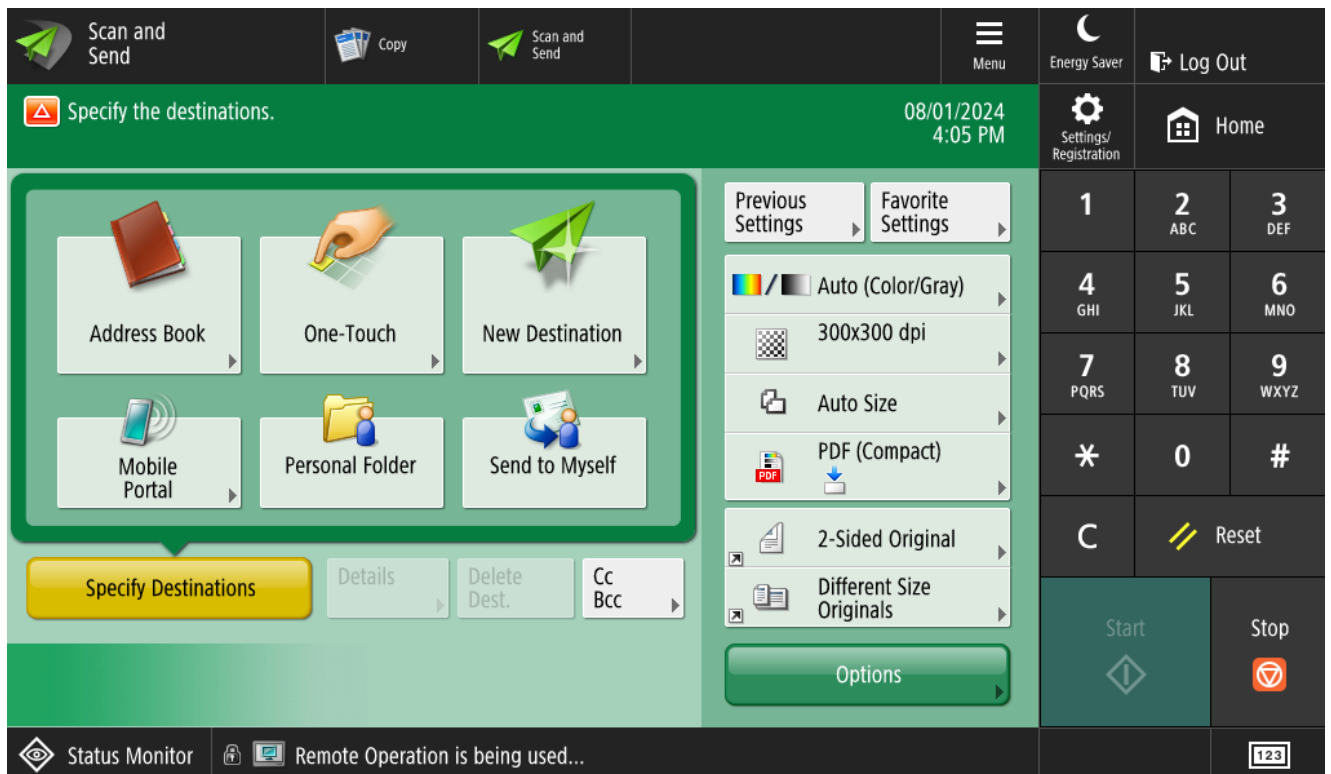 Scan and
Send
Copy
Scan and
Send
Menu
Energy Saver
Log Out
Specify the destinations.
08/01/2024
4:05 PM
Settings/
Registration
Home
Address Book
One-Touch
New Destination
Mobile
Portal
Personal Folder
Send to Myself
Specify Destinations
Details
Delete
Dest.
Cc
Bcc
Previous
Settings
Favorite
Settings
Auto (Color/Gray)
300x300 dpi
Auto Size
PDF
PDF (Compact)
2-Sided Original
Different Size
Originals
Options
1
2
ABC
3
DEF
4
GHI
5
JKL
6
MNO
7
PQRS
8
TUV
9
WXYZ
0
#
C
Reset
Start
Stop
Status Monitor
Remote Operation is being used...
123